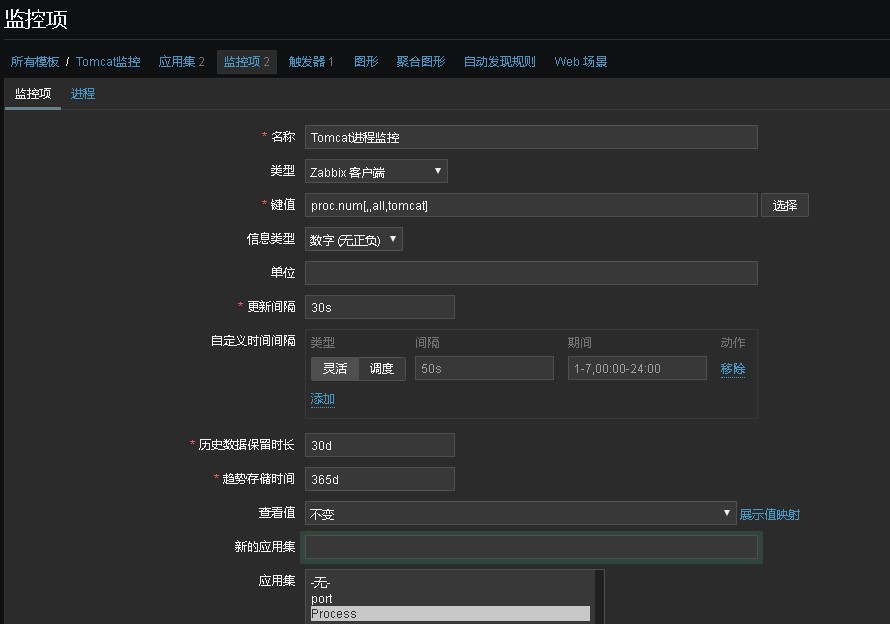 监控项
所有模板 / Tomcat监控 应用集 2 监控项 2 触发器 1 图形 聚合图形 自动发现规则 Web 场景
监控项 进程
* 名称 Tomcat进程监控
类型 Zabbix 客户端
* 键值 proc.num[,,all,tomcat] 选择
信息类型 数字 (无正负)
单位
* 更新间隔 30s
自定义时间间隔 类型 间隔 期间 动作
灵活 调度 50s 1-7,00:00-24:00 移除
添加
* 历史数据保留时长 30d
* 趋势存储时间 365d
查看值 不变 展示值映射
新的应用集
应用集 -无-
port
Process